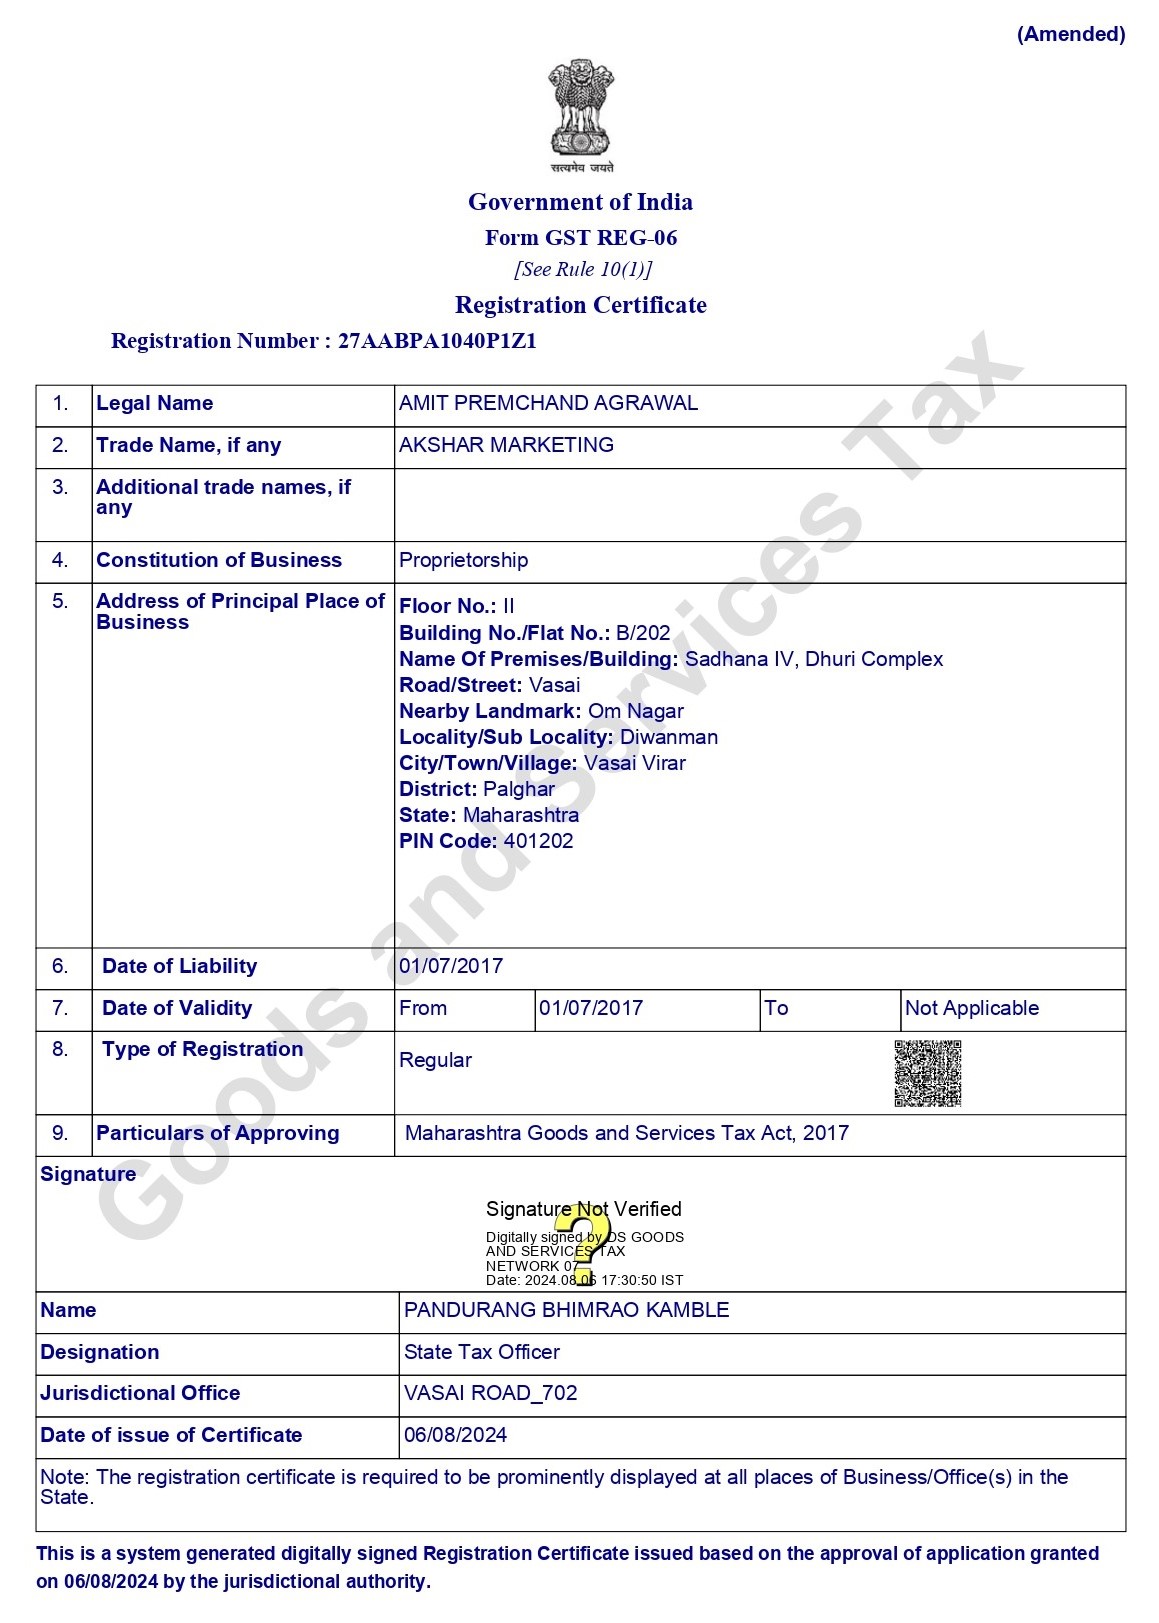 (Amended)
सत्यमेव जयते
Government of India
Form GST REG-06
[See Rule 10(1)]
Registration Certificate
Registration Number : 27AABPA1040P1Z1
1. Legal Name AMIT PREMCHAND AGRAWAL
2. Trade Name, if any AKSHAR MARKETING
3. Additional trade names, if
any
4. Constitution of Business Proprietorship
5. Address of Principal Place of
Business
Floor No.: II
Building No./Flat No.: B/202
Name Of Premises/Building: Sadhana IV, Dhuri Complex
Road/Street: Vasai
Nearby Landmark: Om Nagar
Locality/Sub Locality: Diwanman
City/Town/Village: Vasai Virar
District: Palghar
State: Maharashtra
PIN Code: 401202
6. Date of Liability 01/07/2017
7. Date of Validity From 01/07/2017 To Not Applicable
8. Type of Registration Regular
9. Particulars of Approving Maharashtra Goods and Services Tax Act, 2017
Signature
Signature Not Verified
Digitally signed by DS GOODS
AND SERVICES TAX
NETWORK 07
Date: 2024.08.06 17:30:50 IST
Name PANDURANG BHIMRAO KAMBLE
Designation State Tax Officer
Jurisdictional Office VASAI ROAD_702
Date of issue of Certificate 06/08/2024
Note: The registration certificate is required to be prominently displayed at all places of Business/Office(s) in the
State.
This is a system generated digitally signed Registration Certificate issued based on the approval of application granted
on 06/08/2024 by the jurisdictional authority.
Goods and Services Tax